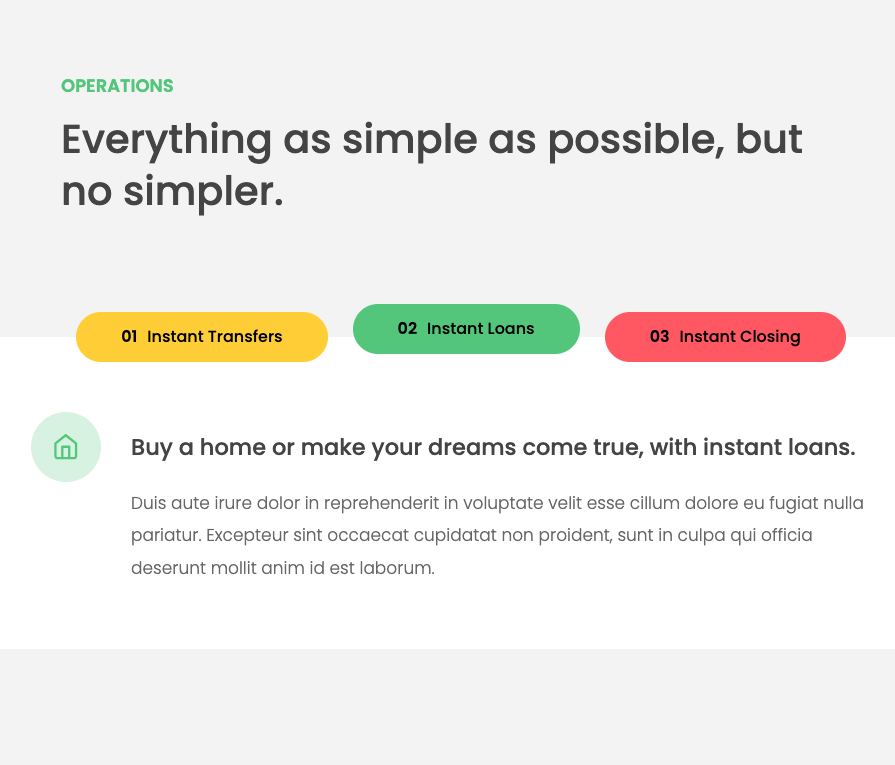 OPERATIONS
Everything as simple as possible, but
no simpler.
01 Instant Transfers
02 Instant Loans
03 Instant Closing
Buy a home or make your dreams come true, with instant loans.
Duis aute irure dolor in reprehenderit in voluptate velit esse cillum dolore eu fugiat nulla
pariatur. Excepteur sint occaecat cupidatat non proident, sunt in culpa qui officia
deserunt mollit anim id est laborum.